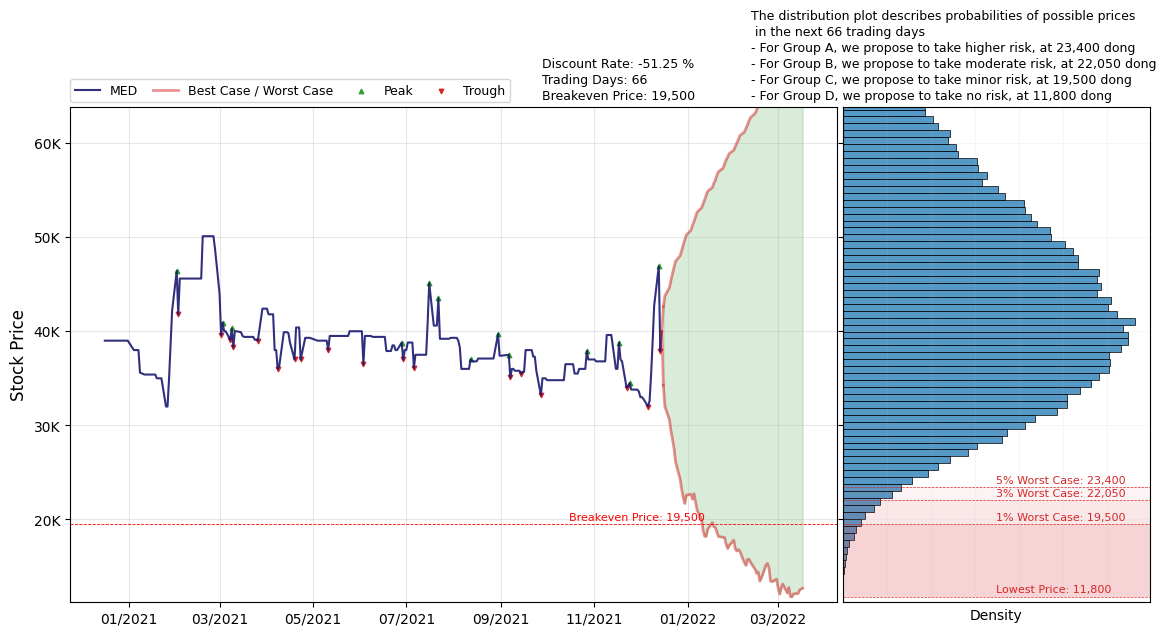 The distribution plot describes probabilities of possible prices
in the next 66 trading days
- For Group A, we propose to take higher risk, at 23,400 dong
- For Group B, we propose to take moderate risk, at 22,050 dong
- For Group C, we propose to take minor risk, at 19,500 dong
- For Group D, we propose to take no risk, at 11,800 dong
Discount Rate: -51.25 %
Trading Days: 66
Breakeven Price: 19,500
MED
Best Case / Worst Case
Peak
Trough
Stock Price
60K
50K
40K
30K
20K
Breakeven Price: 19,500
5% Worst Case: 23,400
3% Worst Case: 22,050
1% Worst Case: 19,500
Lowest Price: 11,800
01/2021
03/2021
05/2021
07/2021
09/2021
11/2021
01/2022
03/2022
Density